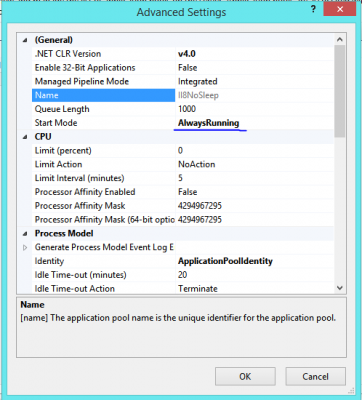 Advanced Settings
? X
(General)
.NET CLR Version v4.0
Enable 32-Bit Applications False
Managed Pipeline Mode Integrated
Name II8NoSleep
Queue Length 1000
Start Mode AlwaysRunning
CPU
Limit (percent) 0
Limit Action NoAction
Limit Interval (minutes) 5
Processor Affinity Enabled False
Processor Affinity Mask 4294967295
Processor Affinity Mask (64-bit optio 4294967295
Process Model
Generate Process Model Event Log E
Identity ApplicationPoolIdentity
Idle Time-out (minutes) 20
Idle Time-out Action Terminate
Name
[name] The application pool name is the unique identifier for the application pool.
OK Cancel